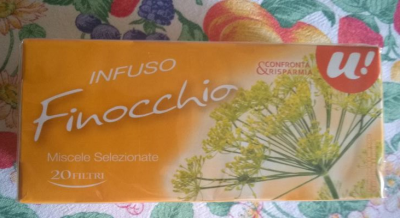 INFUSO
Finocchio
Miscele Selezionate
20 FILTRI
CONFRONTA
& RISPARMIA
u!